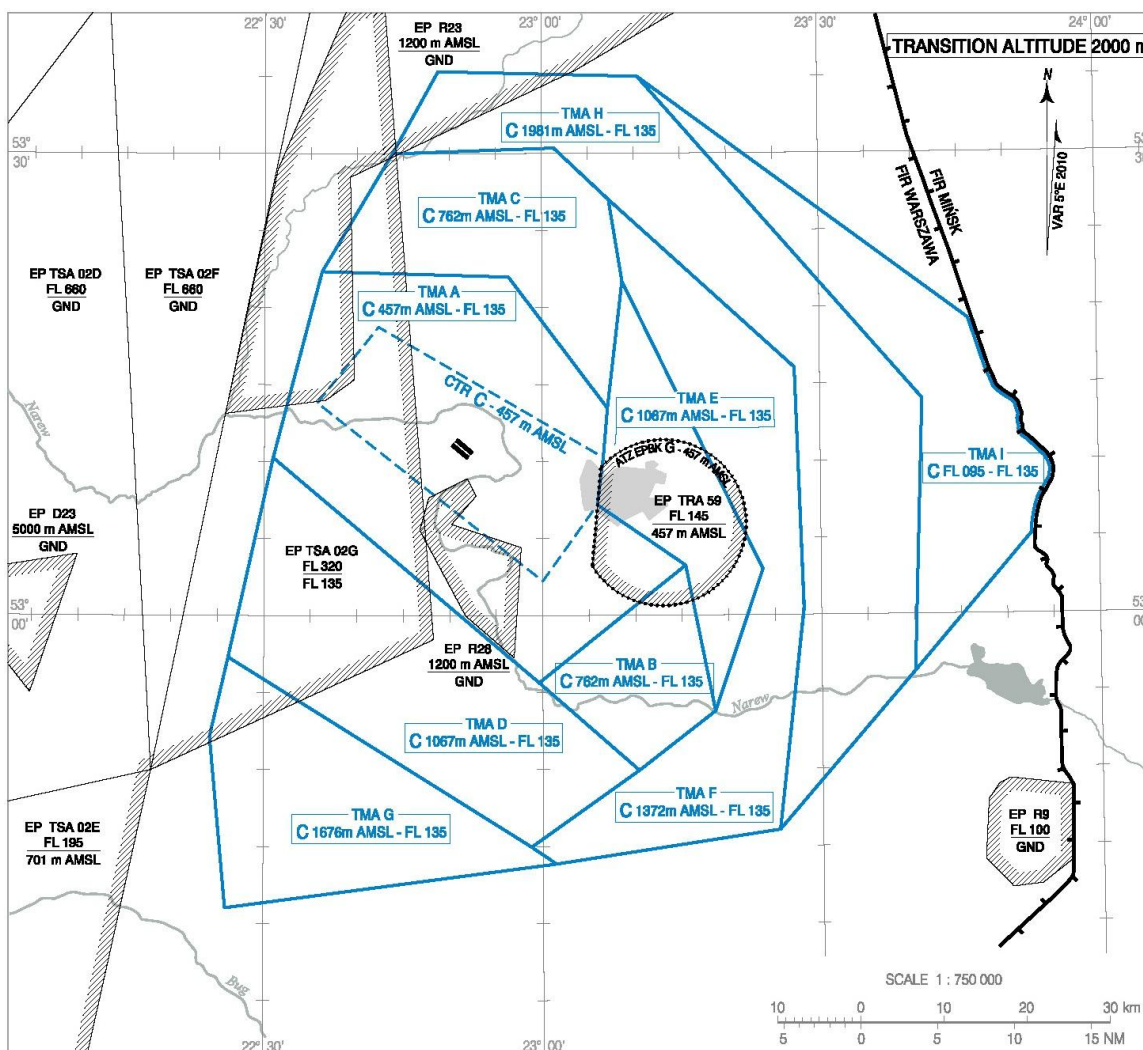 22° 30'
23° 00'
23° 30'
24° 00'
EP R23
1200 m AMSL
GND
TRANSITION ALTITUDE 2000 m
N
VAR 5°E 2010
TMA H
C 1981m AMSL - FL 135
53°
30'
53
3
FIR MIŃSK
FIR WARSZAWA
TMA C
C 762m AMSL - FL 135
EP TSA 02D
FL 660
GND
EP TSA 02F
FL 660
GND
TMA A
C 457m AMSL - FL 135
CTR C - 457 m AMSL
TMA E
C 1067m AMSL - FL 135
Narew
ATZ EPBK G - 457 m AMSL
TMA I
C FL 095 - FL 135
EP TRA 59
FL 145
457 m AMSL
EP D23
5000 m AMSL
GND
EP TSA 02G
FL 320
FL 135
53°
00'
53
00
EP R26
1200 m AMSL
GND
TMA B
C 762m AMSL - FL 135
Narew
TMA D
C 1067m AMSL - FL 135
TMA F
C 1372m AMSL - FL 135
TMA G
C 1676m AMSL - FL 135
EP TSA 02E
FL 195
701 m AMSL
EP R9
FL 100
GND
Bug
SCALE 1 : 750 000
10 0 10 20 30 km
5 0 5 10 15 NM
22° 30'
23° 00'